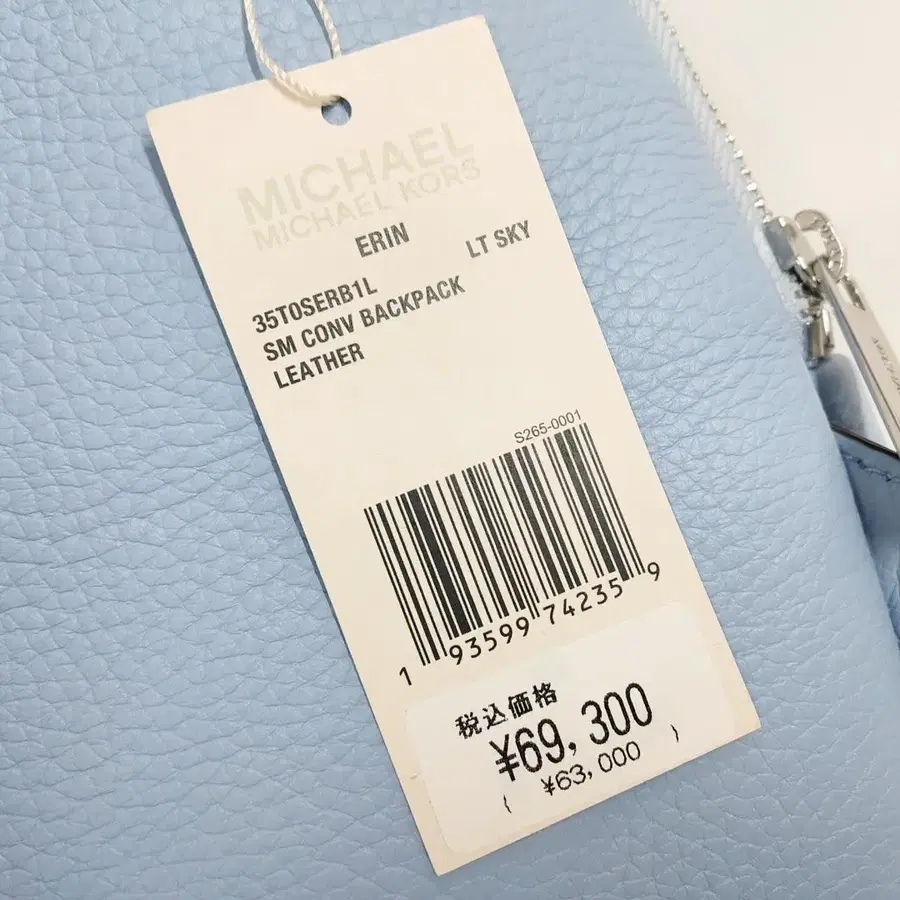 MICHAEL
MICHAEL KORS
ERIN LT SKY
35T0SERB1L
SM CONV BACKPACK
LEATHER
S265-0001
1 93599 74235 9
税込価格
¥69,300
(¥63,000)